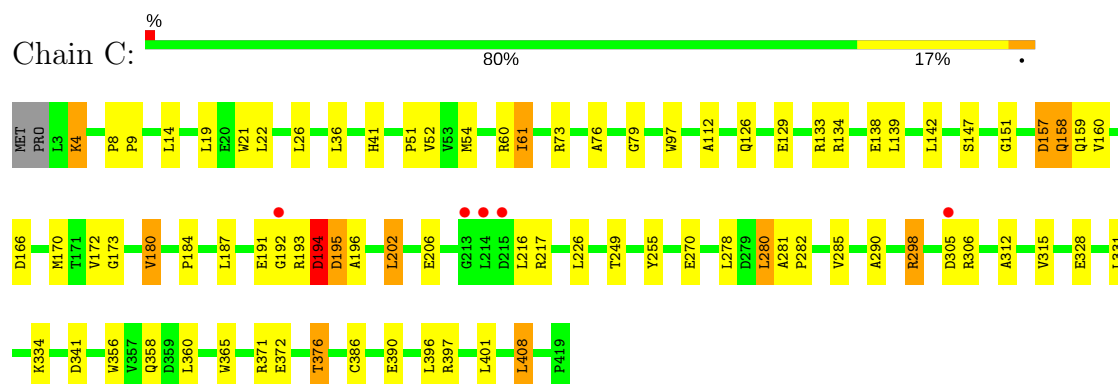 %
Chain C:
80% 17% •
MET PRO L3 K4 P8 P9 L14 L19 E20 W21 L22 L26 L36 H41 P51 V52 V53 M54 R60 I61 R73 A76 G79 W97 A112 Q126 E129 R133 R134 E138 L139 L142 S147 G151 D157 Q158 Q159 V160
D166 M170 T171 V172 G173 V180 P184 L187 E191 G192 R193 D194 D195 A196 L202 E206 G213 L214 D215 L216 R217 L226 T249 Y255 E270 L278 D279 L280 A281 P282 V285 A290 R298 D305 R306 A312 V315 E328 L331
K334 D341 W356 V357 Q358 D359 L360 W365 R371 E372 T376 C386 E390 L396 R397 L401 L408 P419